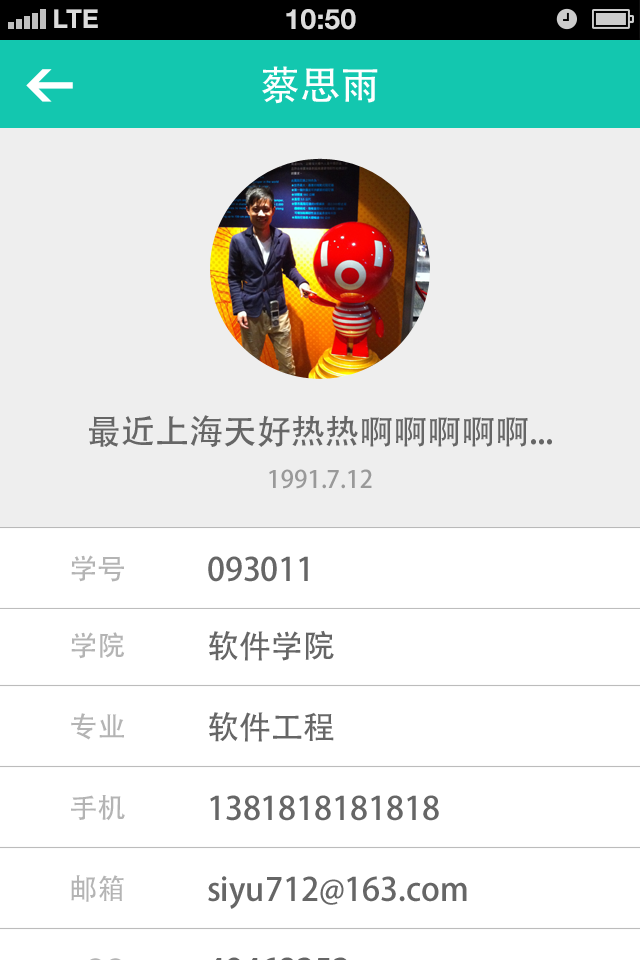 LTE 10:50
蔡思雨
最近上海天好热热啊啊啊啊啊...
1991.7.12
学号 093011
学院 软件学院
专业 软件工程
手机 1381818181818
邮箱 siyu712@163.com